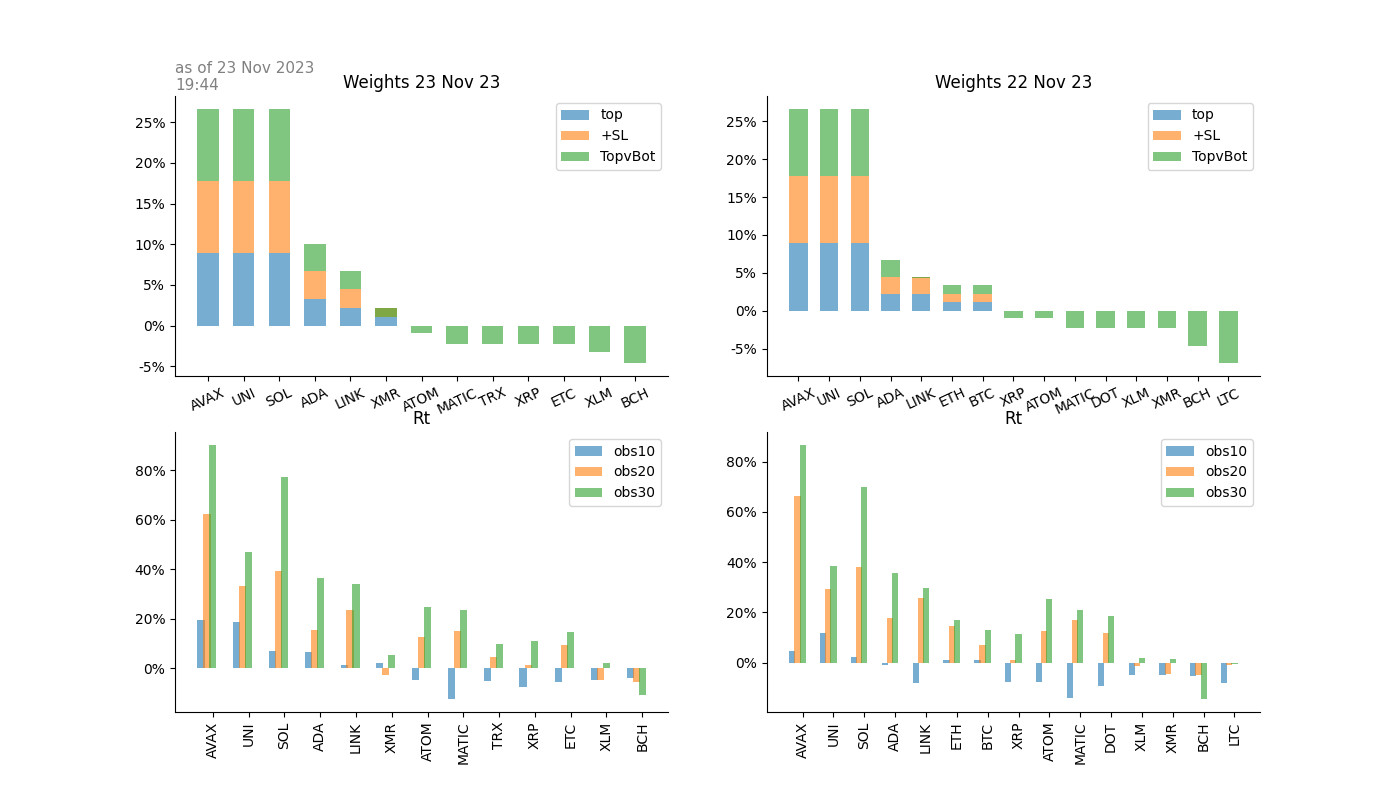 as of 23 Nov 2023
19:44
Weights 23 Nov 23
25%
20%
15%
10%
5%
0%
-5%
top
+SL
TopvBot
AVAX UNI SOL ADA LINK XMR ATOM MATIC TRX XRP ETC XLM BCH
Weights 22 Nov 23
25%
20%
15%
10%
5%
0%
-5%
top
+SL
TopvBot
AVAX UNI SOL ADA LINK ETH BTC XRP ATOM MATIC DOT XLM XMR BCH LTC
Rt
80%
60%
40%
20%
0%
obs10
obs20
obs30
AVAX UNI SOL ADA LINK XMR ATOM MATIC TRX XRP ETC XLM BCH
Rt
80%
60%
40%
20%
0%
obs10
obs20
obs30
AVAX UNI SOL ADA LINK ETH BTC XRP ATOM MATIC DOT XLM XMR BCH LTC